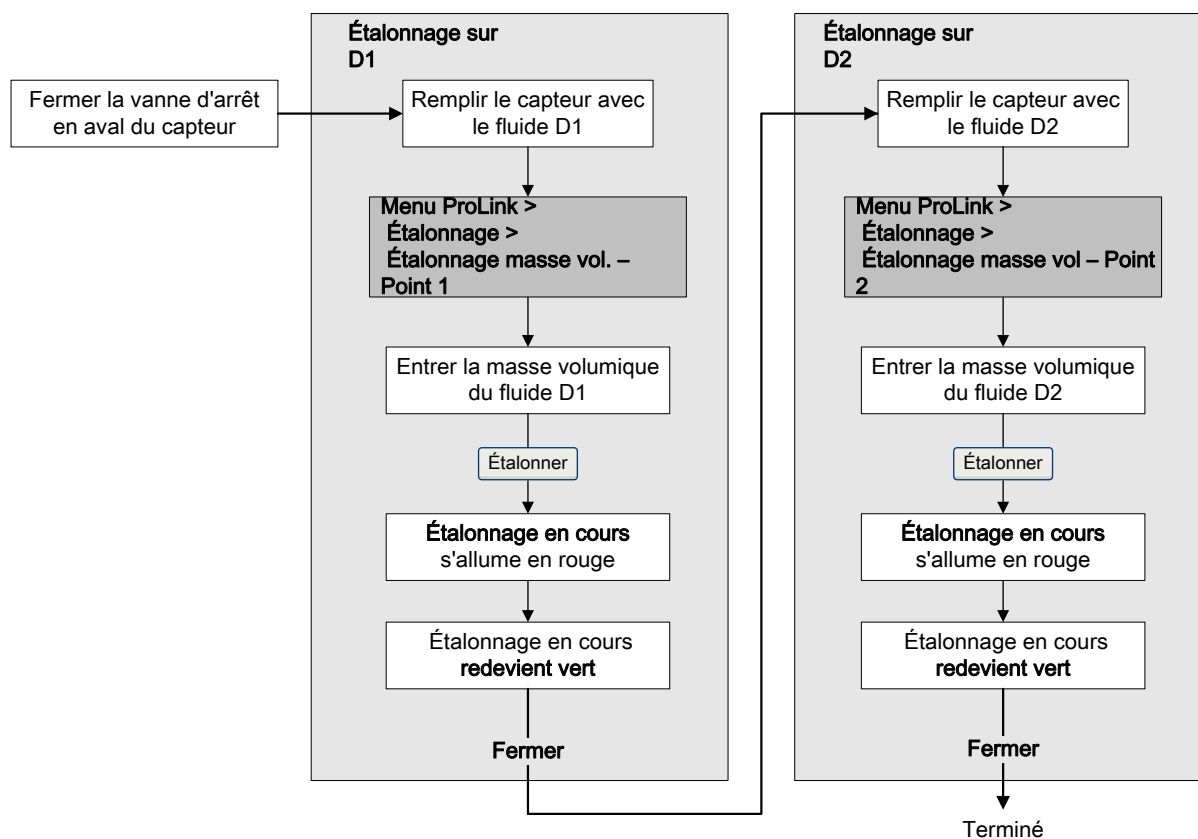 Fermer la vanne d'arrêt
en aval du capteur
Étalonnage sur
D1
Remplir le capteur avec
le fluide D1
Menu ProLink >
Étalonnage >
Étalonnage masse vol. –
Point 1
Entrer la masse volumique
du fluide D1
Étalonner
Étalonnage en cours
s'allume en rouge
Étalonnage en cours
redevient vert
Fermer
Étalonnage sur
D2
Remplir le capteur avec
le fluide D2
Menu ProLink >
Étalonnage >
Étalonnage masse vol – Point
2
Entrer la masse volumique
du fluide D2
Étalonner
Étalonnage en cours
s'allume en rouge
Étalonnage en cours
redevient vert
Fermer
Terminé